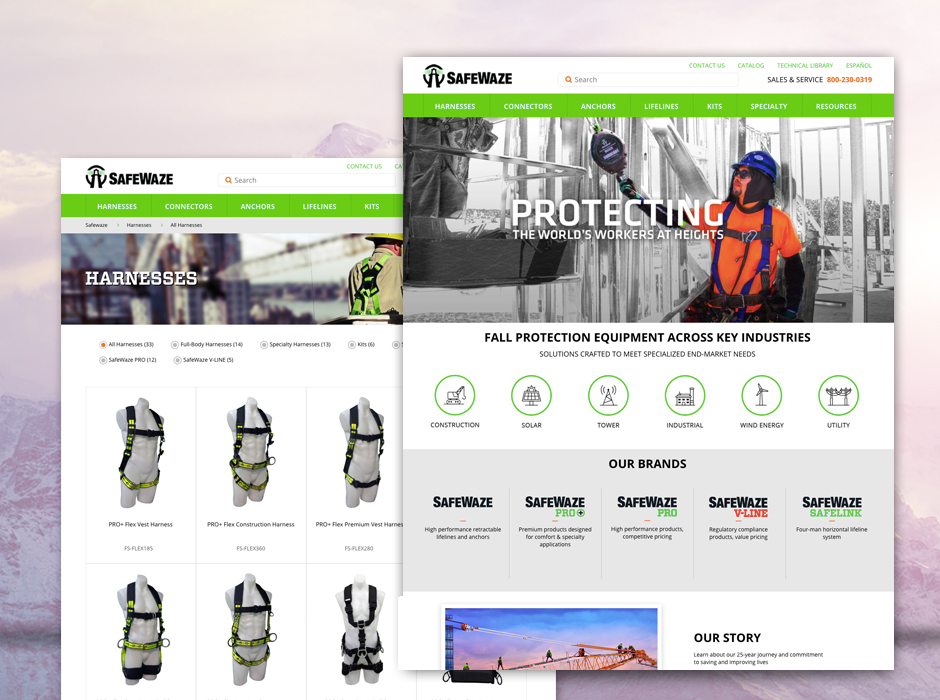 CONTACT US CATALOG TECHNICAL LIBRARY ESPAÑOL
SAFEWAZE
Search
SALES & SERVICE 800-230-0319
HARNESSES CONNECTORS ANCHORS LIFELINES KITS SPECIALTY RESOURCES
PROTECTING
THE WORLD'S WORKERS AT HEIGHTS
FALL PROTECTION EQUIPMENT ACROSS KEY INDUSTRIES
SOLUTIONS CRAFTED TO MEET SPECIALIZED END-MARKET NEEDS
CONSTRUCTION SOLAR TOWER INDUSTRIAL WIND ENERGY UTILITY
OUR BRANDS
SAFEWAZE
High performance retractable
lifelines and anchors
SAFEWAZE
PRO+
Premium products designed
for comfort & specialty
applications
SAFEWAZE
PRO
High performance products,
competitive pricing
SAFEWAZE
V-LINE
Regulatory compliance
products, value pricing
SAFEWAZE
SAFELINK
Four-man horizontal lifeline
system
OUR STORY
Learn about our 25-year journey and commitment
to saving and improving lives
CONTACT US CA
SAFEWAZE
Search
HARNESSES CONNECTORS ANCHORS LIFELINES KITS
Safewaze › Harnesses › All Harnesses
HARNESSES
All Harnesses (33) Full-Body Harnesses (14) Specialty Harnesses (13) Kits (6) S
SafeWaze PRO (12) SafeWaze V-LINE (5)
PRO+ Flex Vest Harness
FS-FLEX185
PRO+ Flex Construction Harness
FS-FLEX360
PRO+ Flex Premium Vest Harness
FS-FLEX280